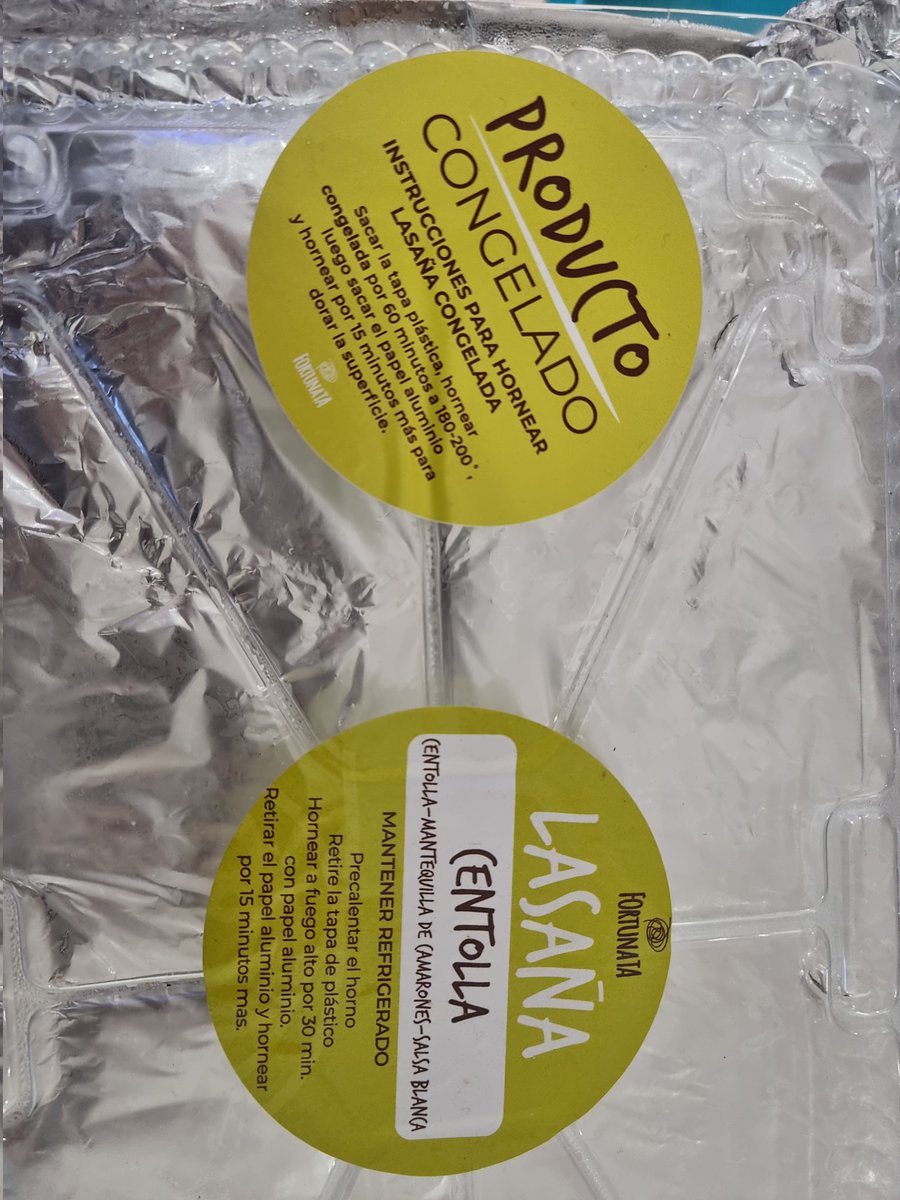 PRODUCTO
CONGELADO
INSTRUCCIONES PARA HORNEAR
LASAÑA CONGELADA
Sacar la tapa plástica, hornear
congelada por 60 minutos a 180-200°,
luego sacar el papel aluminio
y hornear por 15 minutos más para
dorar la superficie.
FORTUNATA
FORTUNATA
LASAÑA
CENTOLLA
CENTOLLA-MANTEQUILLA DE CAMARONES-SALSA BLANCA
MANTENER REFRIGERADO
Precalentar el horno
Retire la tapa de plástico
Hornear a fuego alto por 30 min.
con papel aluminio.
Retirar el papel aluminio y hornear
por 15 minutos mas.